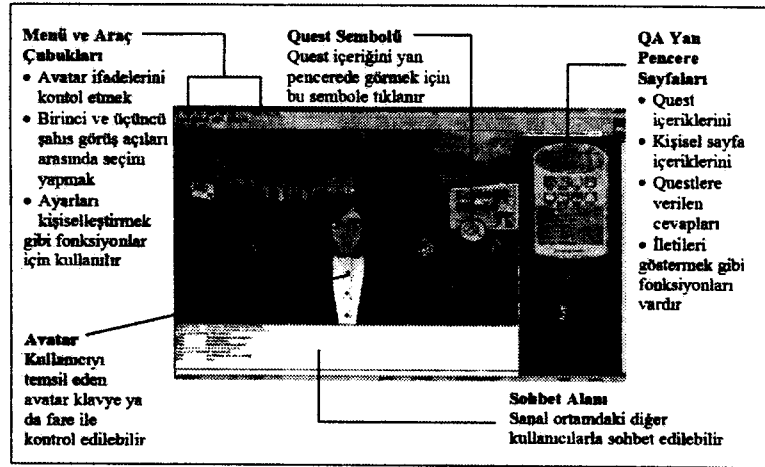 Menü ve Araç
Çubukları
• Avatar ifadelerini
kontol etmek
• Birinci ve üçüncü
şahıs görüş açıları
arasında seçim
yapmak
• Ayarları
kişiselleştirmek
gibi fonksiyonlar
için kullanılır
Quest Sembolü
Quest içeriğini yan
pencerede görmek için
bu sembole tıklanır
QA Yan
Pencere
Sayfaları
• Quest
içeriklerini
• Kişisel sayfa
içeriklerini
• Questlere
verilen
cevapları
• İletileri
göstermek gibi
fonksiyonları
vardır
Avatar
Kullanıcıyı
temsil eden
avatar klavye ya
da fare ile
kontrol edilebilir
Sohbet Alanı
Sanal ortamdaki diğer
kullanıcılarla sohbet edilebilir